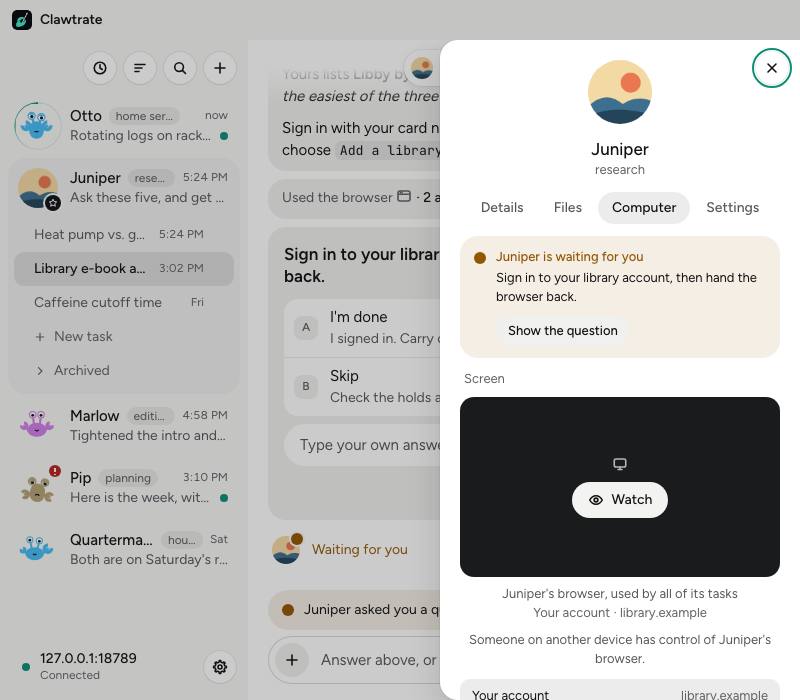 Clawtrate
Otto home ser... now
Rotating logs on rack...
Juniper rese... 5:24 PM
Ask these five, and get ...
Heat pump vs. g... 5:24 PM
Library e-book a... 3:02 PM
Caffeine cutoff time Fri
+ New task
Archived
Marlow editi... 4:58 PM
Tightened the intro and...
Pip planning 3:10 PM
Here is the week, wit...
Quarterma... hou... Sat
Both are on Saturday's r...
127.0.0.1:18789
Connected
Yours lists Libby by
the easiest of the three
Sign in with your card n
choose Add a library
Used the browser · 2 a
Sign in to your librar
back.
A I'm done
I signed in. Carry
B Skip
Check the holds a
Type your own answe
Waiting for you
Juniper asked you a q
Answer above, or
Juniper
research
Details Files Computer Settings
Juniper is waiting for you
Sign in to your library account, then hand the
browser back.
Show the question
Screen
Watch
Juniper's browser, used by all of its tasks
Your account · library.example
Someone on another device has control of Juniper's
browser.
Your account library.example